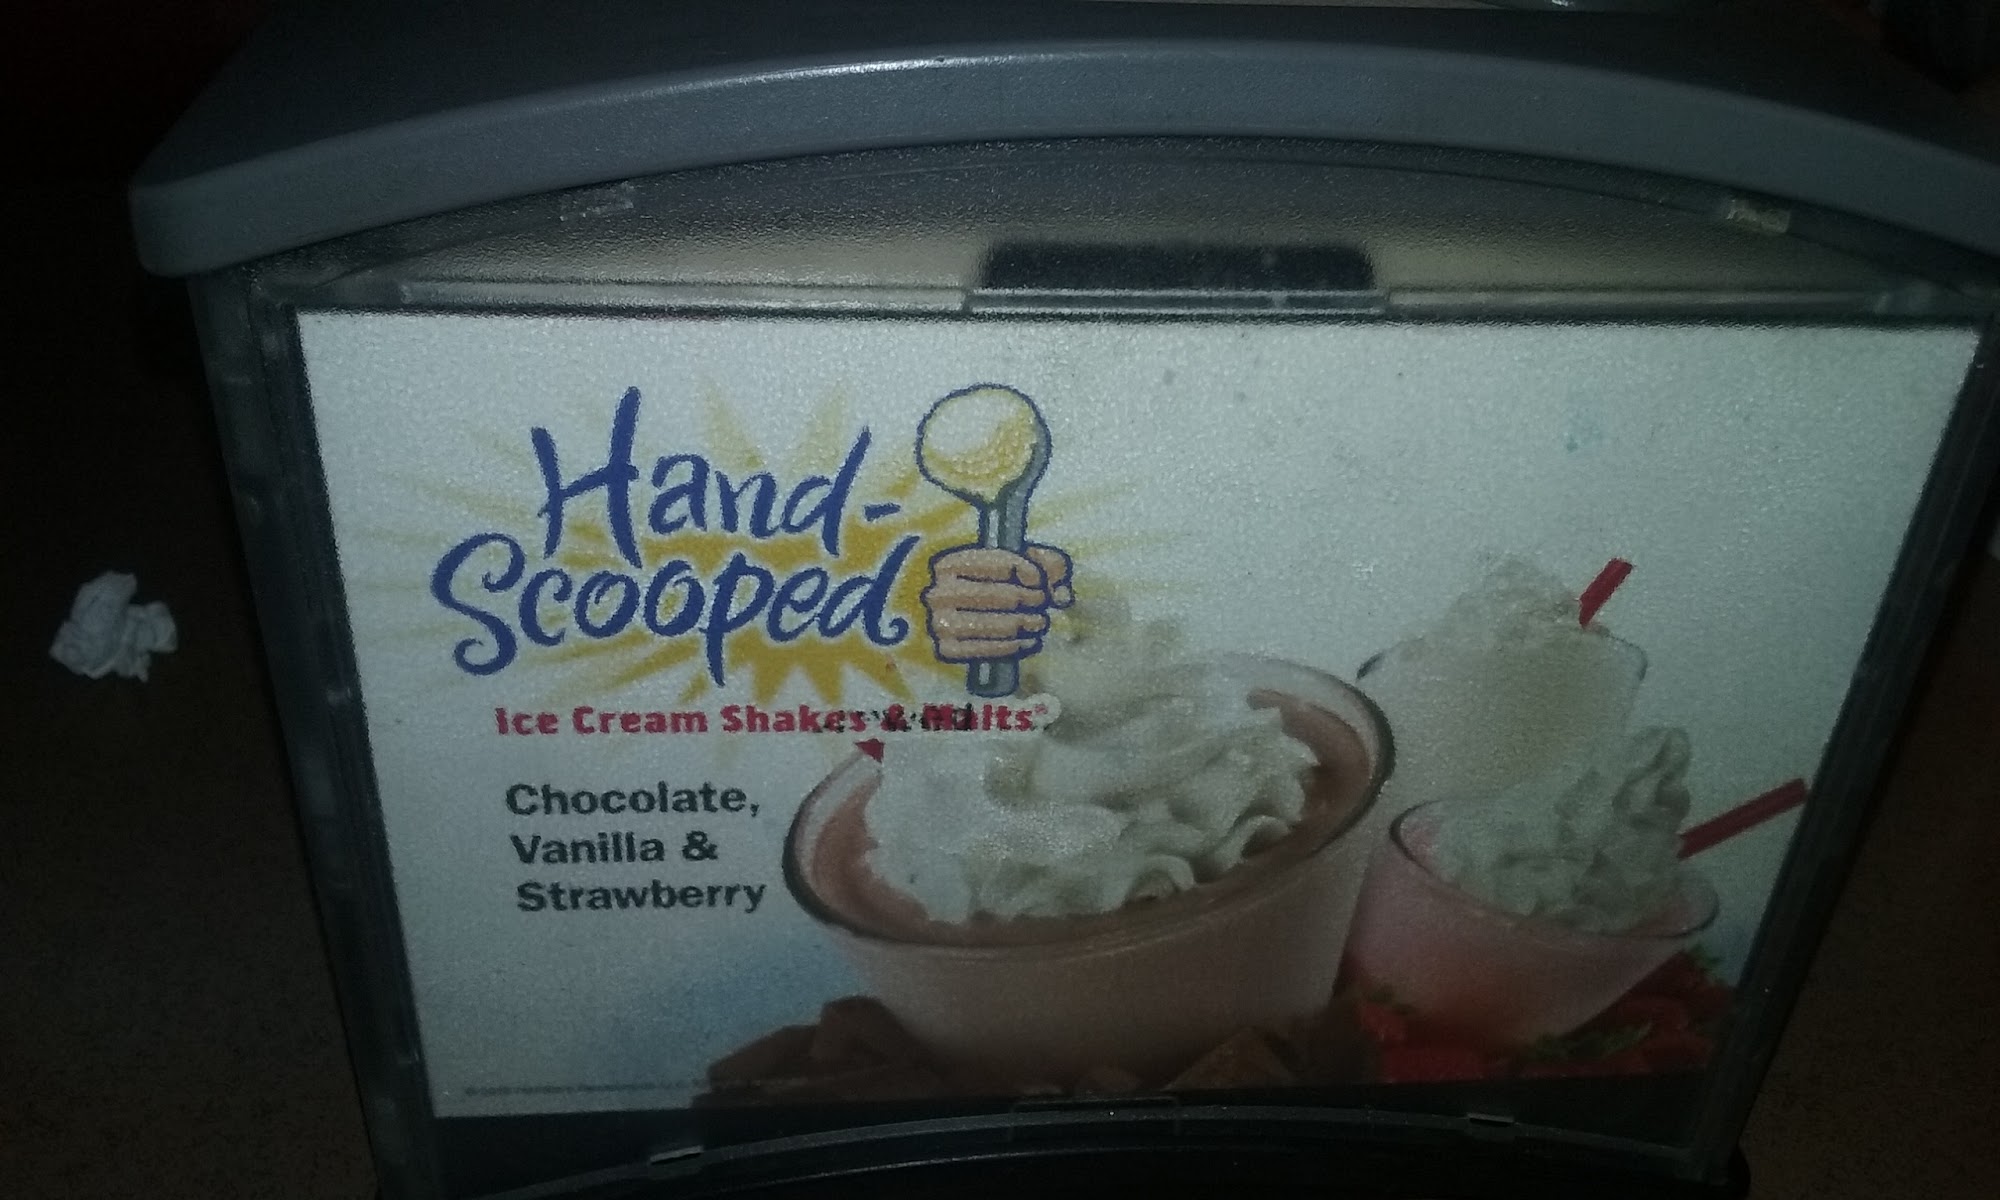 Hand-
Scooped
Ice Cream Shakes & Malts®
Chocolate,
Vanilla &
Strawberry